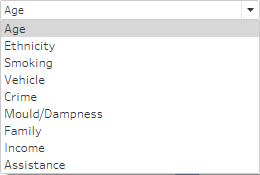 Age
Age
Ethnicity
Smoking
Vehicle
Crime
Mould/Dampness
Family
Income
Assistance